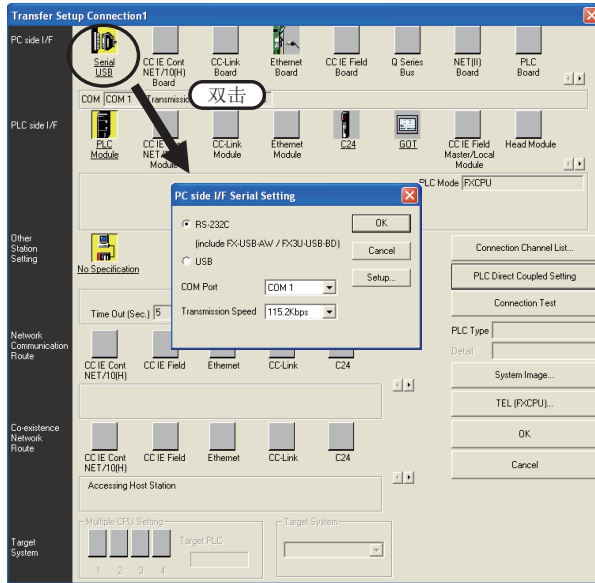 Transfer Setup Connection1
PC side I/F
Serial
USB
CC IE Cont
NET/10(H)
Board
CC-Link
Board
Ethernet
Board
CC IE Field
Board
Q Series
Bus
NET(II)
Board
PLC
Board
COM COM 1
双击
PLC side I/F
PLC
Module
CC IE Cont
Module
CC-Link
Module
Ethernet
Module
C24
GOT
CC IE Field
Master/Local
Module
Head Module
PLC Mode FXCPU
PC side I/F Serial Setting
RS-232C
(include FX-USB-AW / FX3U-USB-BD)
USB
COM Port COM 1
Transmission Speed 115.2Kbps
OK
Cancel
Setup...
Other
Station
Setting
No Specification
Time Out (Sec.) 5
Connection Channel List...
PLC Direct Coupled Setting
Connection Test
PLC Type
Detail
System Image...
TEL (FXCPU)...
OK
Cancel
Network
Communication
Route
CC IE Cont
NET/10(H)
CC IE Field
Ethernet
CC-Link
C24
Co-existence
Network
Route
CC IE Cont
NET/10(H)
CC IE Field
Ethernet
CC-Link
C24
Accessing Host Station
Target
System
Multiple CPU Setting
1 2 3 4
Target PLC
Target System